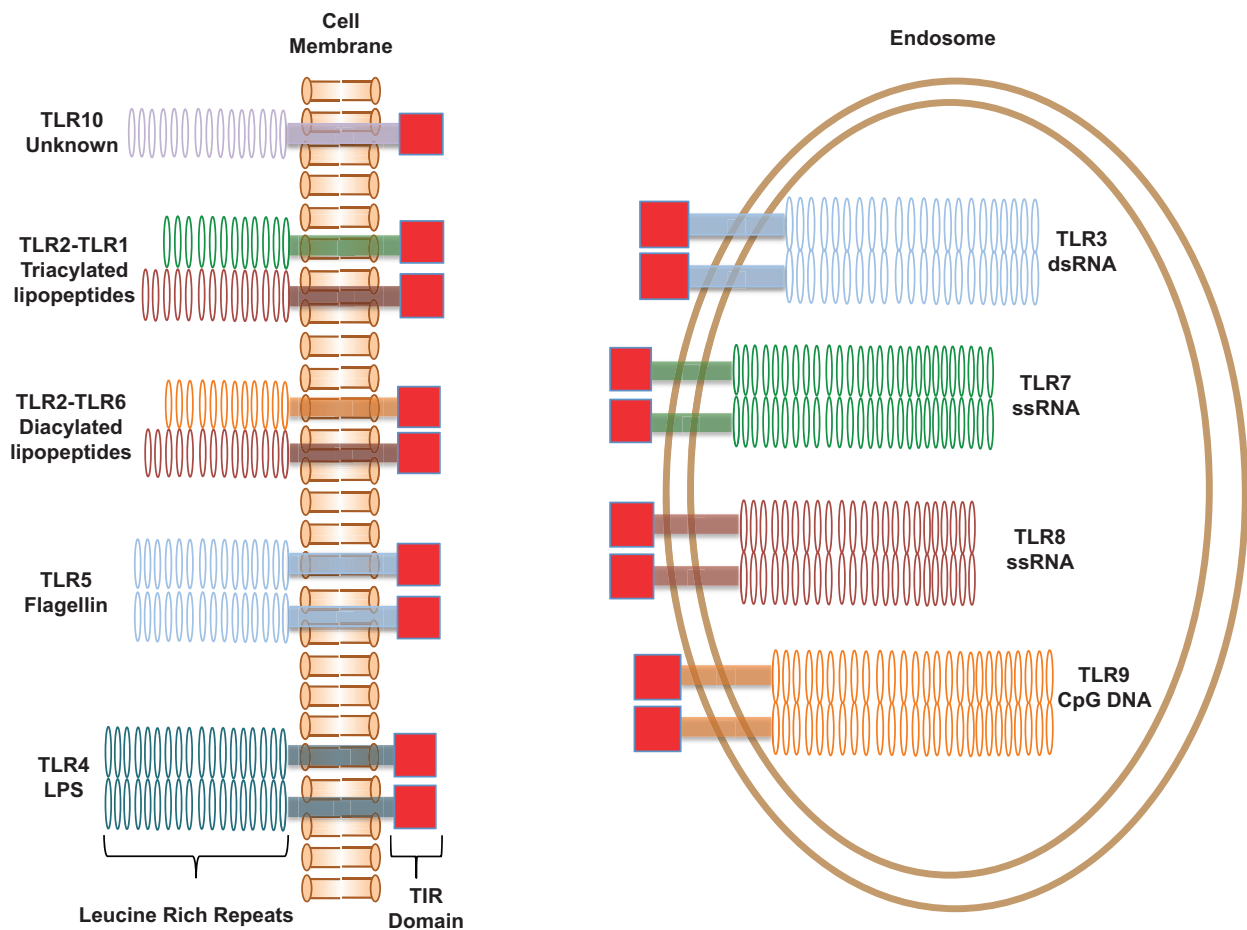 Cell
Membrane
TLR10
Unknown
TLR2-TLR1
Triacylated
lipopeptides
TLR2-TLR6
Diacylated
lipopeptides
TLR5
Flagellin
TLR4
LPS
Leucine Rich Repeats
TIR
Domain
Endosome
TLR3
dsRNA
TLR7
ssRNA
TLR8
ssRNA
TLR9
CpG DNA